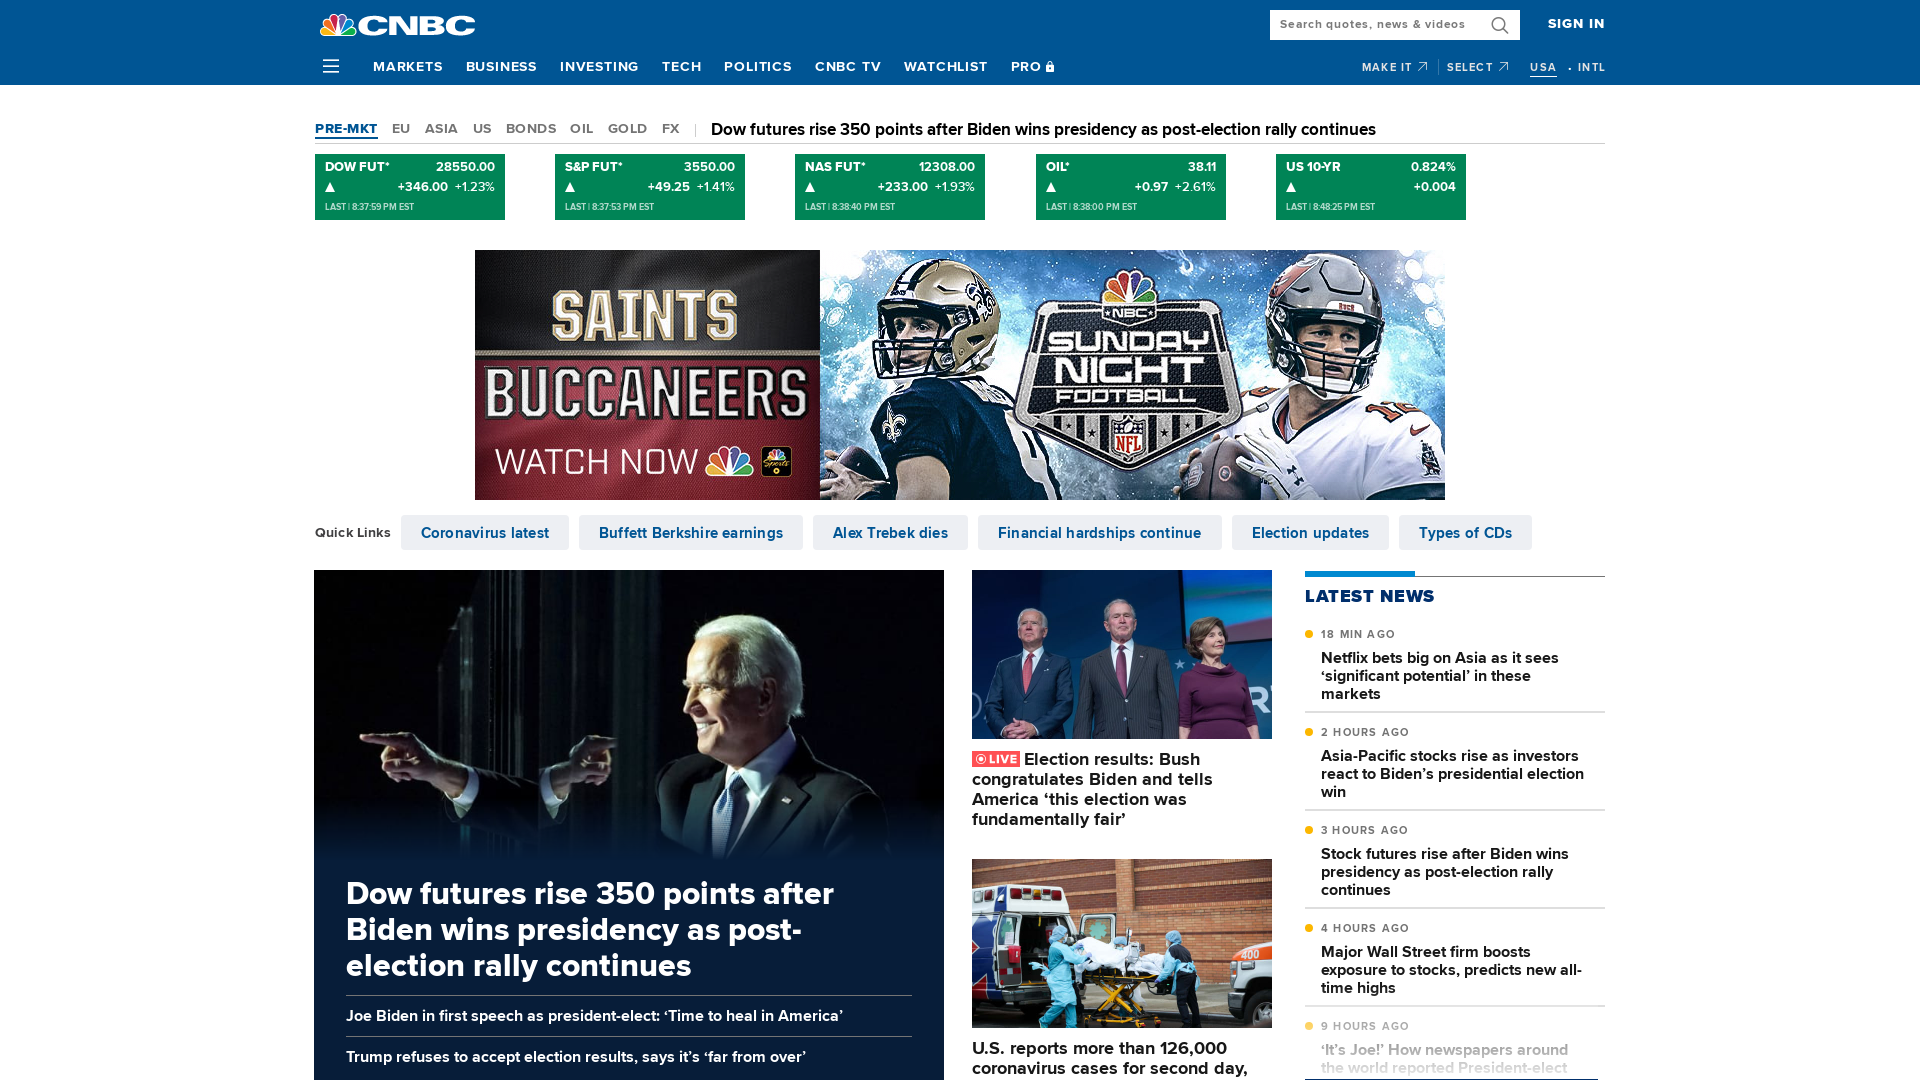 CNBC
Search quotes, news & videos
SIGN IN
MARKETS BUSINESS INVESTING TECH POLITICS CNBC TV WATCHLIST PRO
MAKE IT SELECT USA • INTL
PRE-MKT EU ASIA US BONDS OIL GOLD FX
Dow futures rise 350 points after Biden wins presidency as post-election rally continues
DOW FUT* 28550.00
+346.00 +1.23%
LAST | 8:37:59 PM EST
S&P FUT* 3550.00
+49.25 +1.41%
LAST | 8:37:53 PM EST
NAS FUT* 12308.00
+233.00 +1.93%
LAST | 8:38:40 PM EST
OIL* 38.11
+0.97 +2.61%
LAST | 8:38:00 PM EST
US 10-YR 0.824%
+0.004
LAST | 8:48:25 PM EST
SAINTS
BUCCANEERS
WATCH NOW
Sports
NBC
SUNDAY
NIGHT
FOOTBALL
NFL
BUCS
12
Quick Links
Coronavirus latest
Buffett Berkshire earnings
Alex Trebek dies
Financial hardships continue
Election updates
Types of CDs
Dow futures rise 350 points after
Biden wins presidency as post-
election rally continues
Joe Biden in first speech as president-elect: ‘Time to heal in America’
Trump refuses to accept election results, says it’s ‘far from over’
LIVE Election results: Bush
congratulates Biden and tells
America ‘this election was
fundamentally fair’
400
U.S. reports more than 126,000
coronavirus cases for second day,
LATEST NEWS
18 MIN AGO
Netflix bets big on Asia as it sees
‘significant potential’ in these
markets
2 HOURS AGO
Asia-Pacific stocks rise as investors
react to Biden’s presidential election
win
3 HOURS AGO
Stock futures rise after Biden wins
presidency as post-election rally
continues
4 HOURS AGO
Major Wall Street firm boosts
exposure to stocks, predicts new all-
time highs
9 HOURS AGO
‘It’s Joe!’ How newspapers around
the world reported President-elect